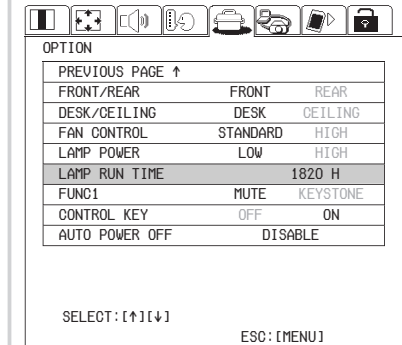 OPTION
PREVIOUS PAGE ↑
FRONT/REAR FRONT REAR
DESK/CEILING DESK CEILING
FAN CONTROL STANDARD HIGH
LAMP POWER LOW HIGH
LAMP RUN TIME 1820 H
FUNC1 MUTE KEYSTONE
CONTROL KEY OFF ON
AUTO POWER OFF DISABLE
SELECT:[↑][↓]
ESC:[MENU]